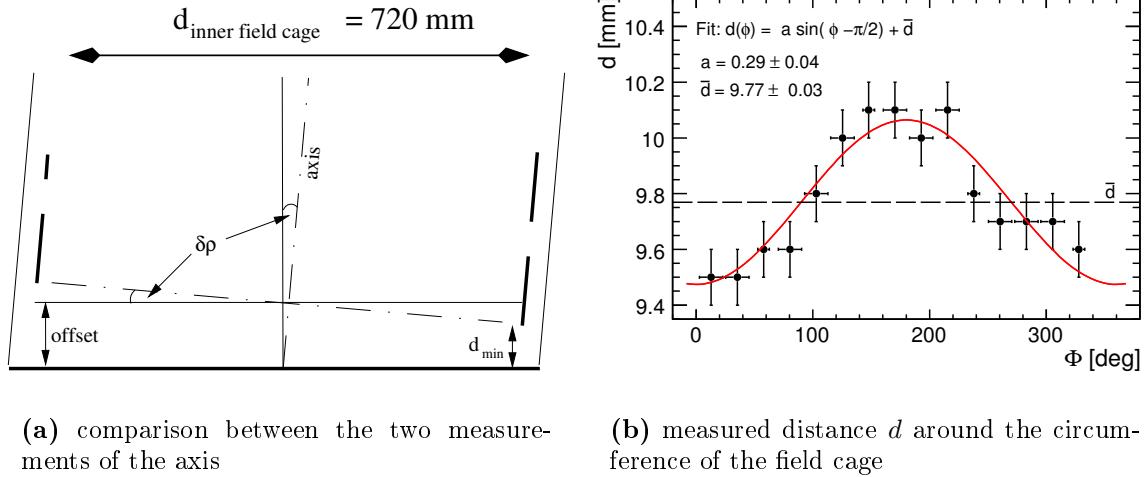 d inner field cage = 720 mm
axis
δρ
offset
d min
d [mm]
10.4
10.2
10
9.8
9.6
9.4
Fit: d(ϕ) = a sin( ϕ −π/2) + d̄
a = 0.29 ± 0.04
d̄ = 9.77 ± 0.03
d̄
0 100 200 300
Φ [deg]
(a) comparison between the two measure-
ments of the axis
(b) measured distance d around the circum-
ference of the field cage